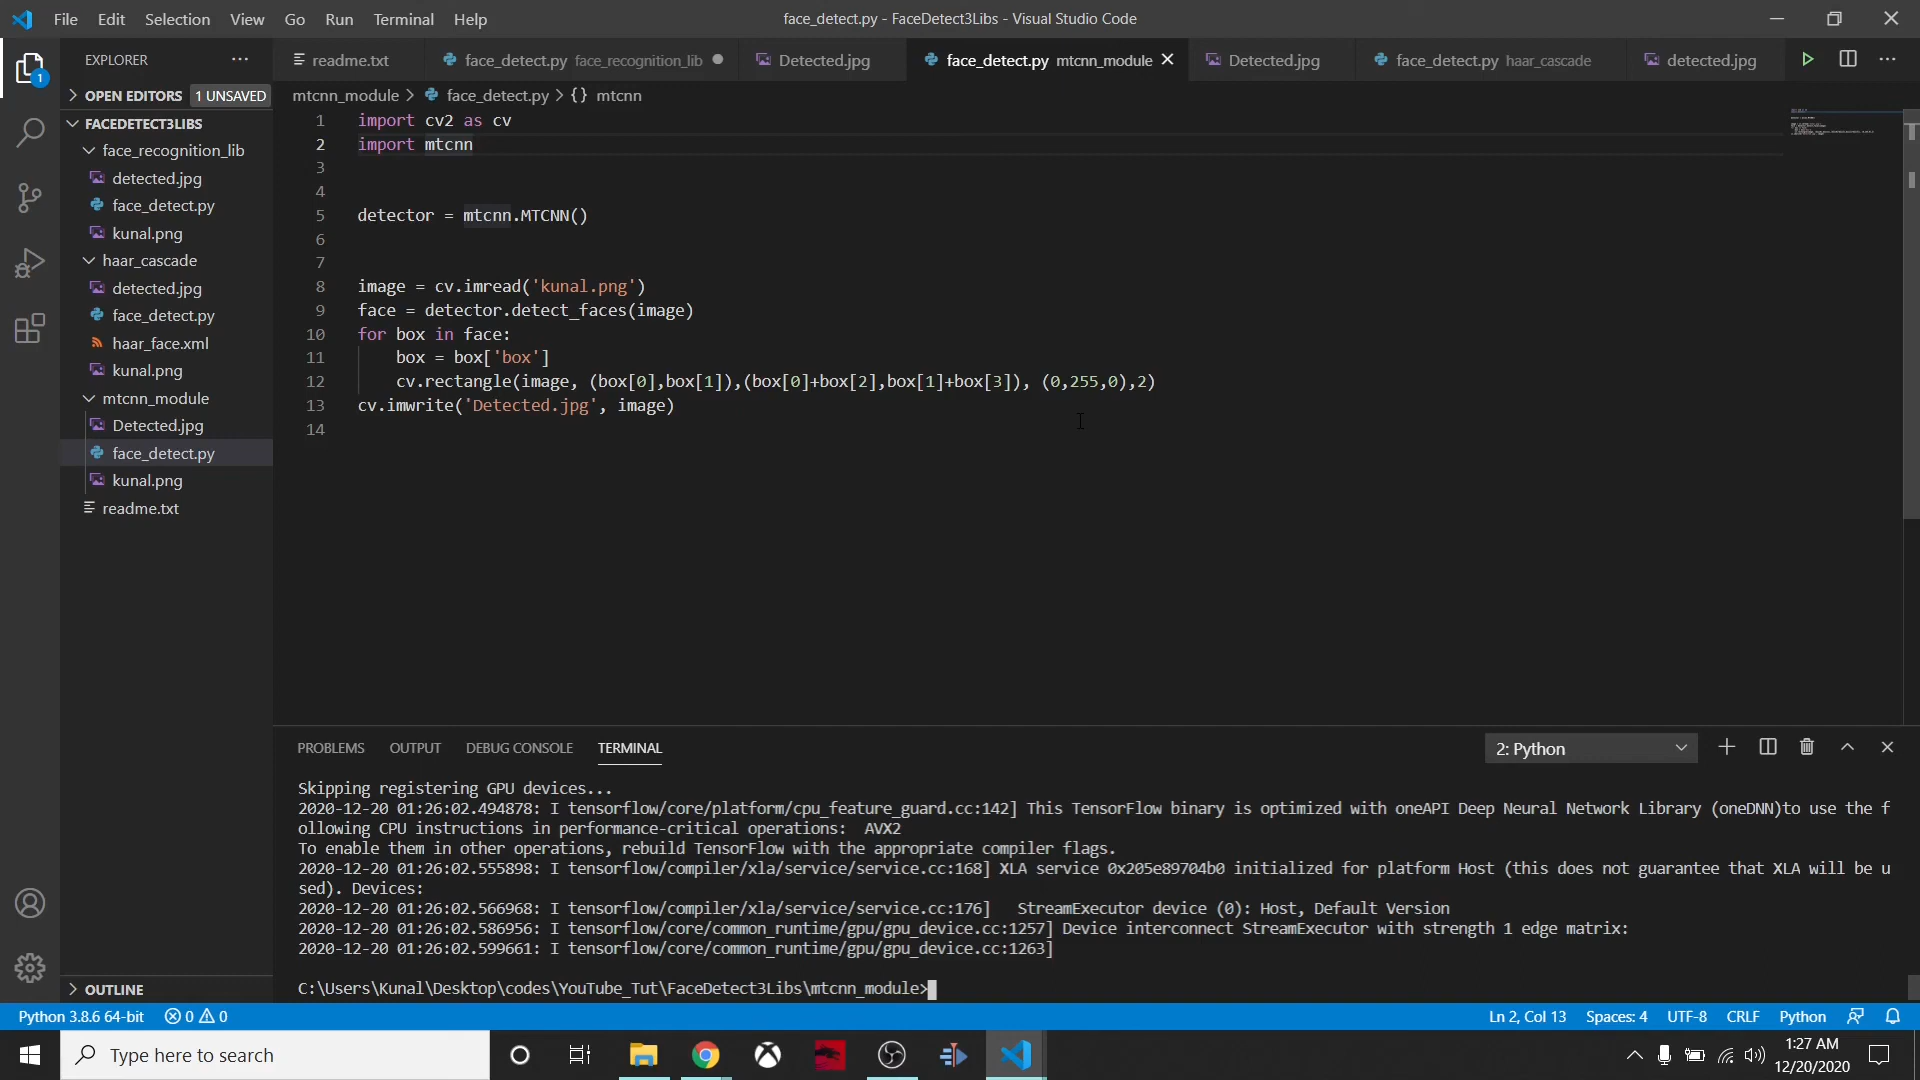 File Edit Selection View Go Run Terminal Help
face_detect.py - FaceDetect3Libs - Visual Studio Code
EXPLORER
readme.txt face_detect.py face_recognition_lib Detected.jpg face_detect.py mtcnn_module Detected.jpg face_detect.py haar_cascade detected.jpg
OPEN EDITORS 1 UNSAVED
FACEDETECT3LIBS
face_recognition_lib
detected.jpg
face_detect.py
kunal.png
haar_cascade
detected.jpg
face_detect.py
haar_face.xml
kunal.png
mtcnn_module
Detected.jpg
face_detect.py
kunal.png
readme.txt
OUTLINE
mtcnn_module > face_detect.py > {} mtcnn
1 import cv2 as cv
2 import mtcnn
3
4
5 detector = mtcnn.MTCNN()
6
7
8 image = cv.imread('kunal.png')
9 face = detector.detect_faces(image)
10 for box in face:
11 box = box['box']
12 cv.rectangle(image, (box[0],box[1]),(box[0]+box[2],box[1]+box[3]), (0,255,0),2)
13 cv.imwrite('Detected.jpg', image)
14
PROBLEMS OUTPUT DEBUG CONSOLE TERMINAL
2: Python
Skipping registering GPU devices...
2020-12-20 01:26:02.494878: I tensorflow/core/platform/cpu_feature_guard.cc:142] This TensorFlow binary is optimized with oneAPI Deep Neural Network Library (oneDNN)to use the f
ollowing CPU instructions in performance-critical operations:  AVX2
To enable them in other operations, rebuild TensorFlow with the appropriate compiler flags.
2020-12-20 01:26:02.555898: I tensorflow/compiler/xla/service/service.cc:168] XLA service 0x205e89704b0 initialized for platform Host (this does not guarantee that XLA will be u
sed). Devices:
2020-12-20 01:26:02.566968: I tensorflow/compiler/xla/service/service.cc:176]   StreamExecutor device (0): Host, Default Version
2020-12-20 01:26:02.586956: I tensorflow/core/common_runtime/gpu/gpu_device.cc:1257] Device interconnect StreamExecutor with strength 1 edge matrix:
2020-12-20 01:26:02.599661: I tensorflow/core/common_runtime/gpu/gpu_device.cc:1263]
C:\Users\Kunal\Desktop\codes\YouTube_Tut\FaceDetect3Libs\mtcnn_module>
Python 3.8.6 64-bit 0 0 Ln 2, Col 13 Spaces: 4 UTF-8 CRLF Python
Type here to search
1:27 AM
12/20/2020
1